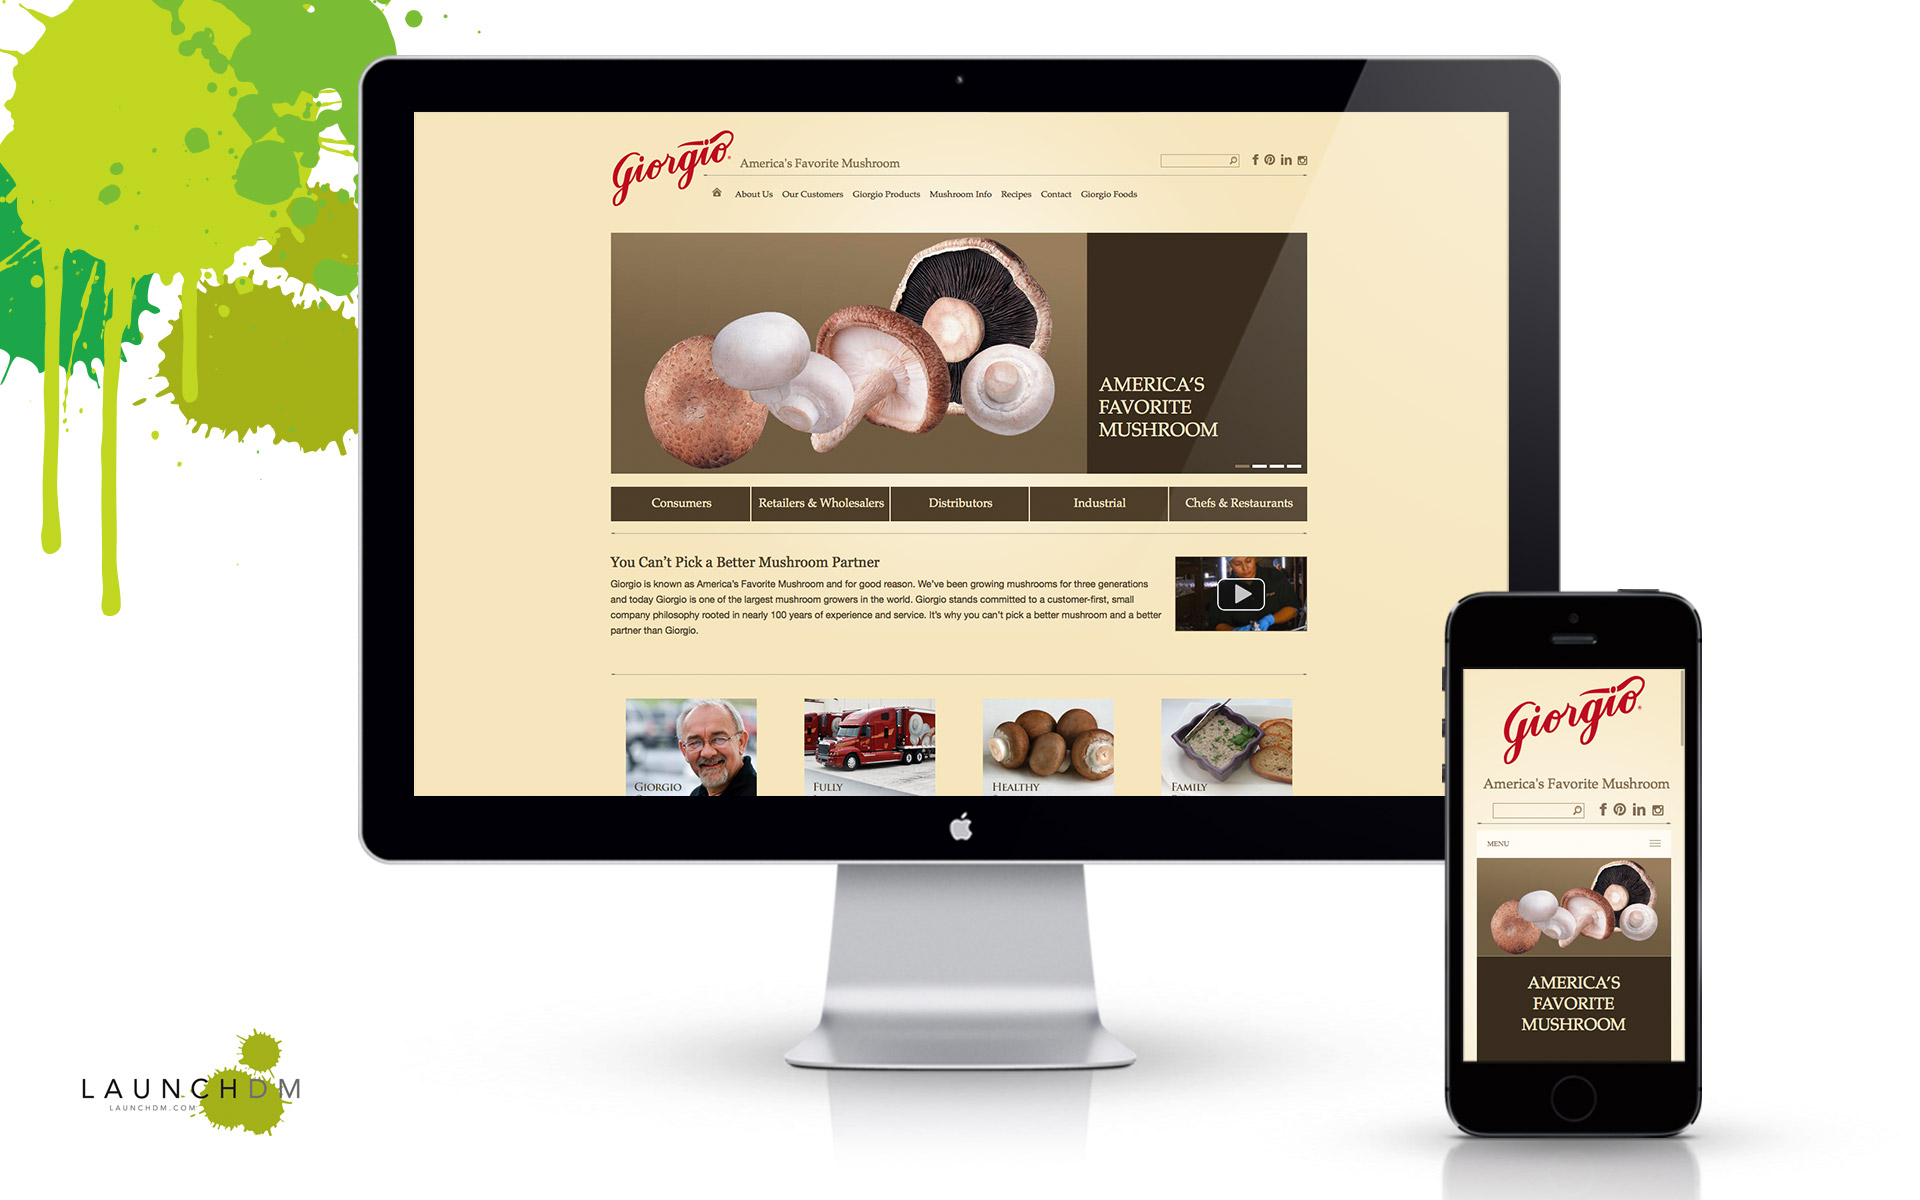 Giorgio®
America's Favorite Mushroom
About Us Our Customers Giorgio Products Mushroom Info Recipes Contact Giorgio Foods
AMERICA'S
FAVORITE
MUSHROOM
Consumers Retailers & Wholesalers Distributors Industrial Chefs & Restaurants
You Can't Pick a Better Mushroom Partner
Giorgio is known as America's Favorite Mushroom and for good reason. We've been growing mushrooms for three generations
and today Giorgio is one of the largest mushroom growers in the world. Giorgio stands committed to a customer-first, small
company philosophy rooted in nearly 100 years of experience and service. It's why you can't pick a better mushroom and a better
partner than Giorgio.
GIORGIO FULLY HEALTHY FAMILY
Giorgio®
America's Favorite Mushroom
MENU
AMERICA'S
FAVORITE
MUSHROOM
LAUNCHDM
LAUNCHDM.COM